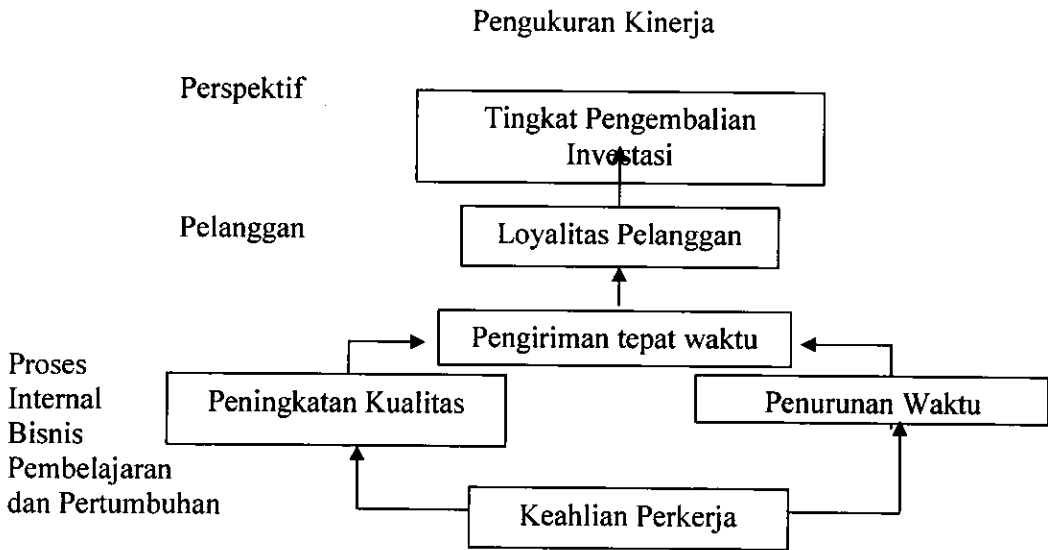 Pengukuran Kinerja
Perspektif
Tingkat Pengembalian
Investasi
Pelanggan
Loyalitas Pelanggan
Pengiriman tepat waktu
Proses
Internal
Bisnis
Pembelajaran
dan Pertumbuhan
Peningkatan Kualitas
Penurunan Waktu
Keahlian Perkerja